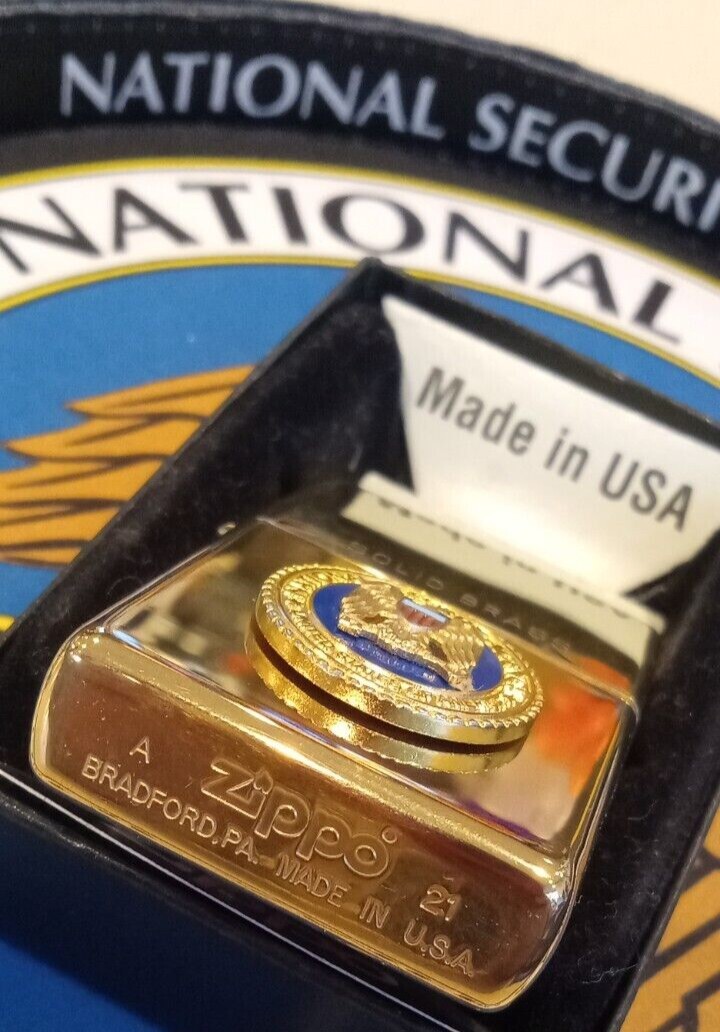 NATIONAL SECURI
NATIONAL
Made in USA
SOLID BRASS
A zippo 21
BRADFORD, PA. MADE IN U.S.A.